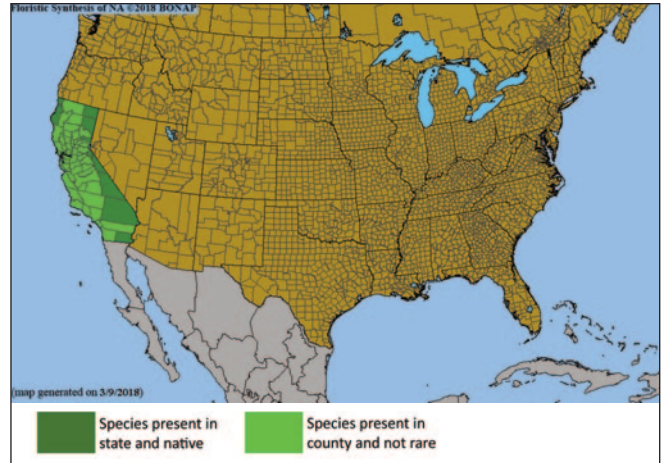 Floristic Synthesis of NA ©2018 BONAP
(map generated on 3/9/2018)
Species present in
state and native
Species present in
county and not rare